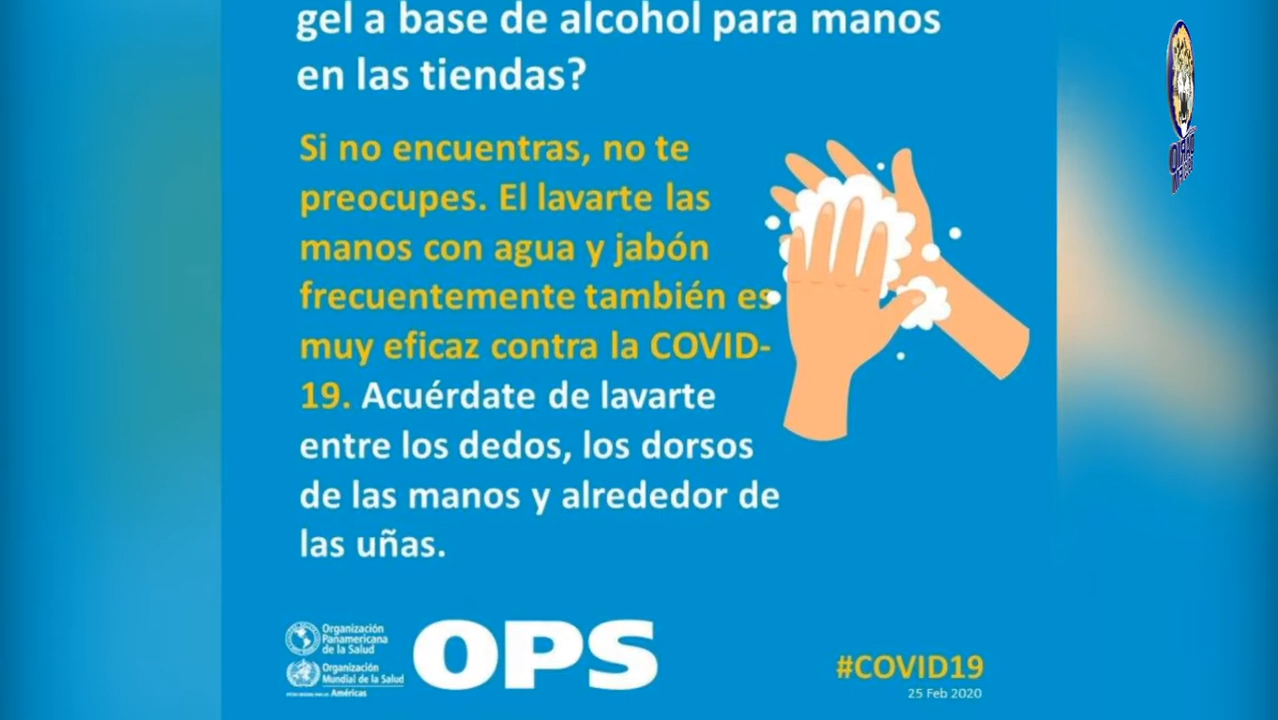 gel a base de alcohol para manos
en las tiendas?
Si no encuentras, no te
preocupes. El lavarte las
manos con agua y jabón
frecuentemente también es
muy eficaz contra la COVID-
19. Acuérdate de lavarte
entre los dedos, los dorsos
de las manos y alrededor de
las uñas.
Organización
Panamericana
de la Salud
Organización
Mundial de la Salud
Américas
OPS
#COVID19
25 Feb 2020